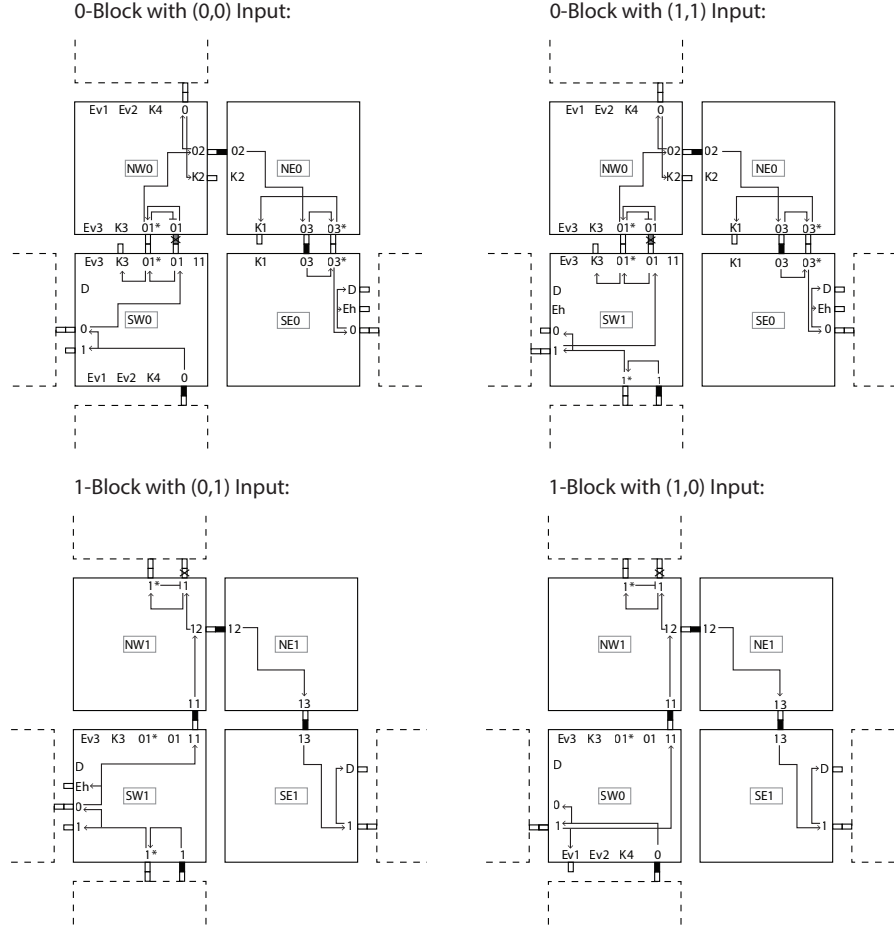 0-Block with (0,0) Input:
Ev1 Ev2 K4 0
02 02
NW0 K2 K2 NE0
Ev3 K3 01* 01 K1 03 03*
Ev3 K3 01* 01 11 K1 03 03*
D D
Eh
SW0 SE0
0 0
1
Ev1 Ev2 K4 0
0-Block with (1,1) Input:
Ev1 Ev2 K4 0
02 02
NW0 K2 K2 NE0
Ev3 K3 01* 01 K1 03 03*
Ev3 K3 01* 01 11 K1 03 03*
D D
Eh Eh
SW1 SE0
0 0
1
1* 1
1-Block with (0,1) Input:
1* 1
12 12
NW1 NE1
11 13
Ev3 K3 01* 01 11 13
D D
Eh
SW1 SE1
0
1 1
1* 1
1-Block with (1,0) Input:
1* 1
12 12
NW1 NE1
11 13
Ev3 K3 01* 01 11 13
D D
SW0 SE1
0
1 1
Ev1 Ev2 K4 0